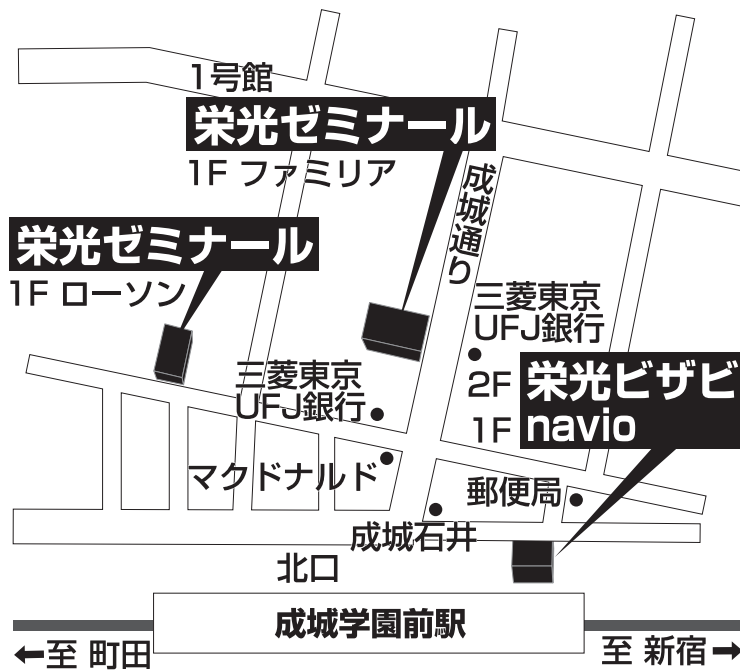 1号館
栄光ゼミナール
1F ファミリア
成城通り
栄光ゼミナール
1F ローソン
三菱東京
UFJ銀行
三菱東京
UFJ銀行
2F 栄光ビザビ
1F navio
マクドナルド
郵便局
成城石井
北口
成城学園前駅
←至 町田
至 新宿→